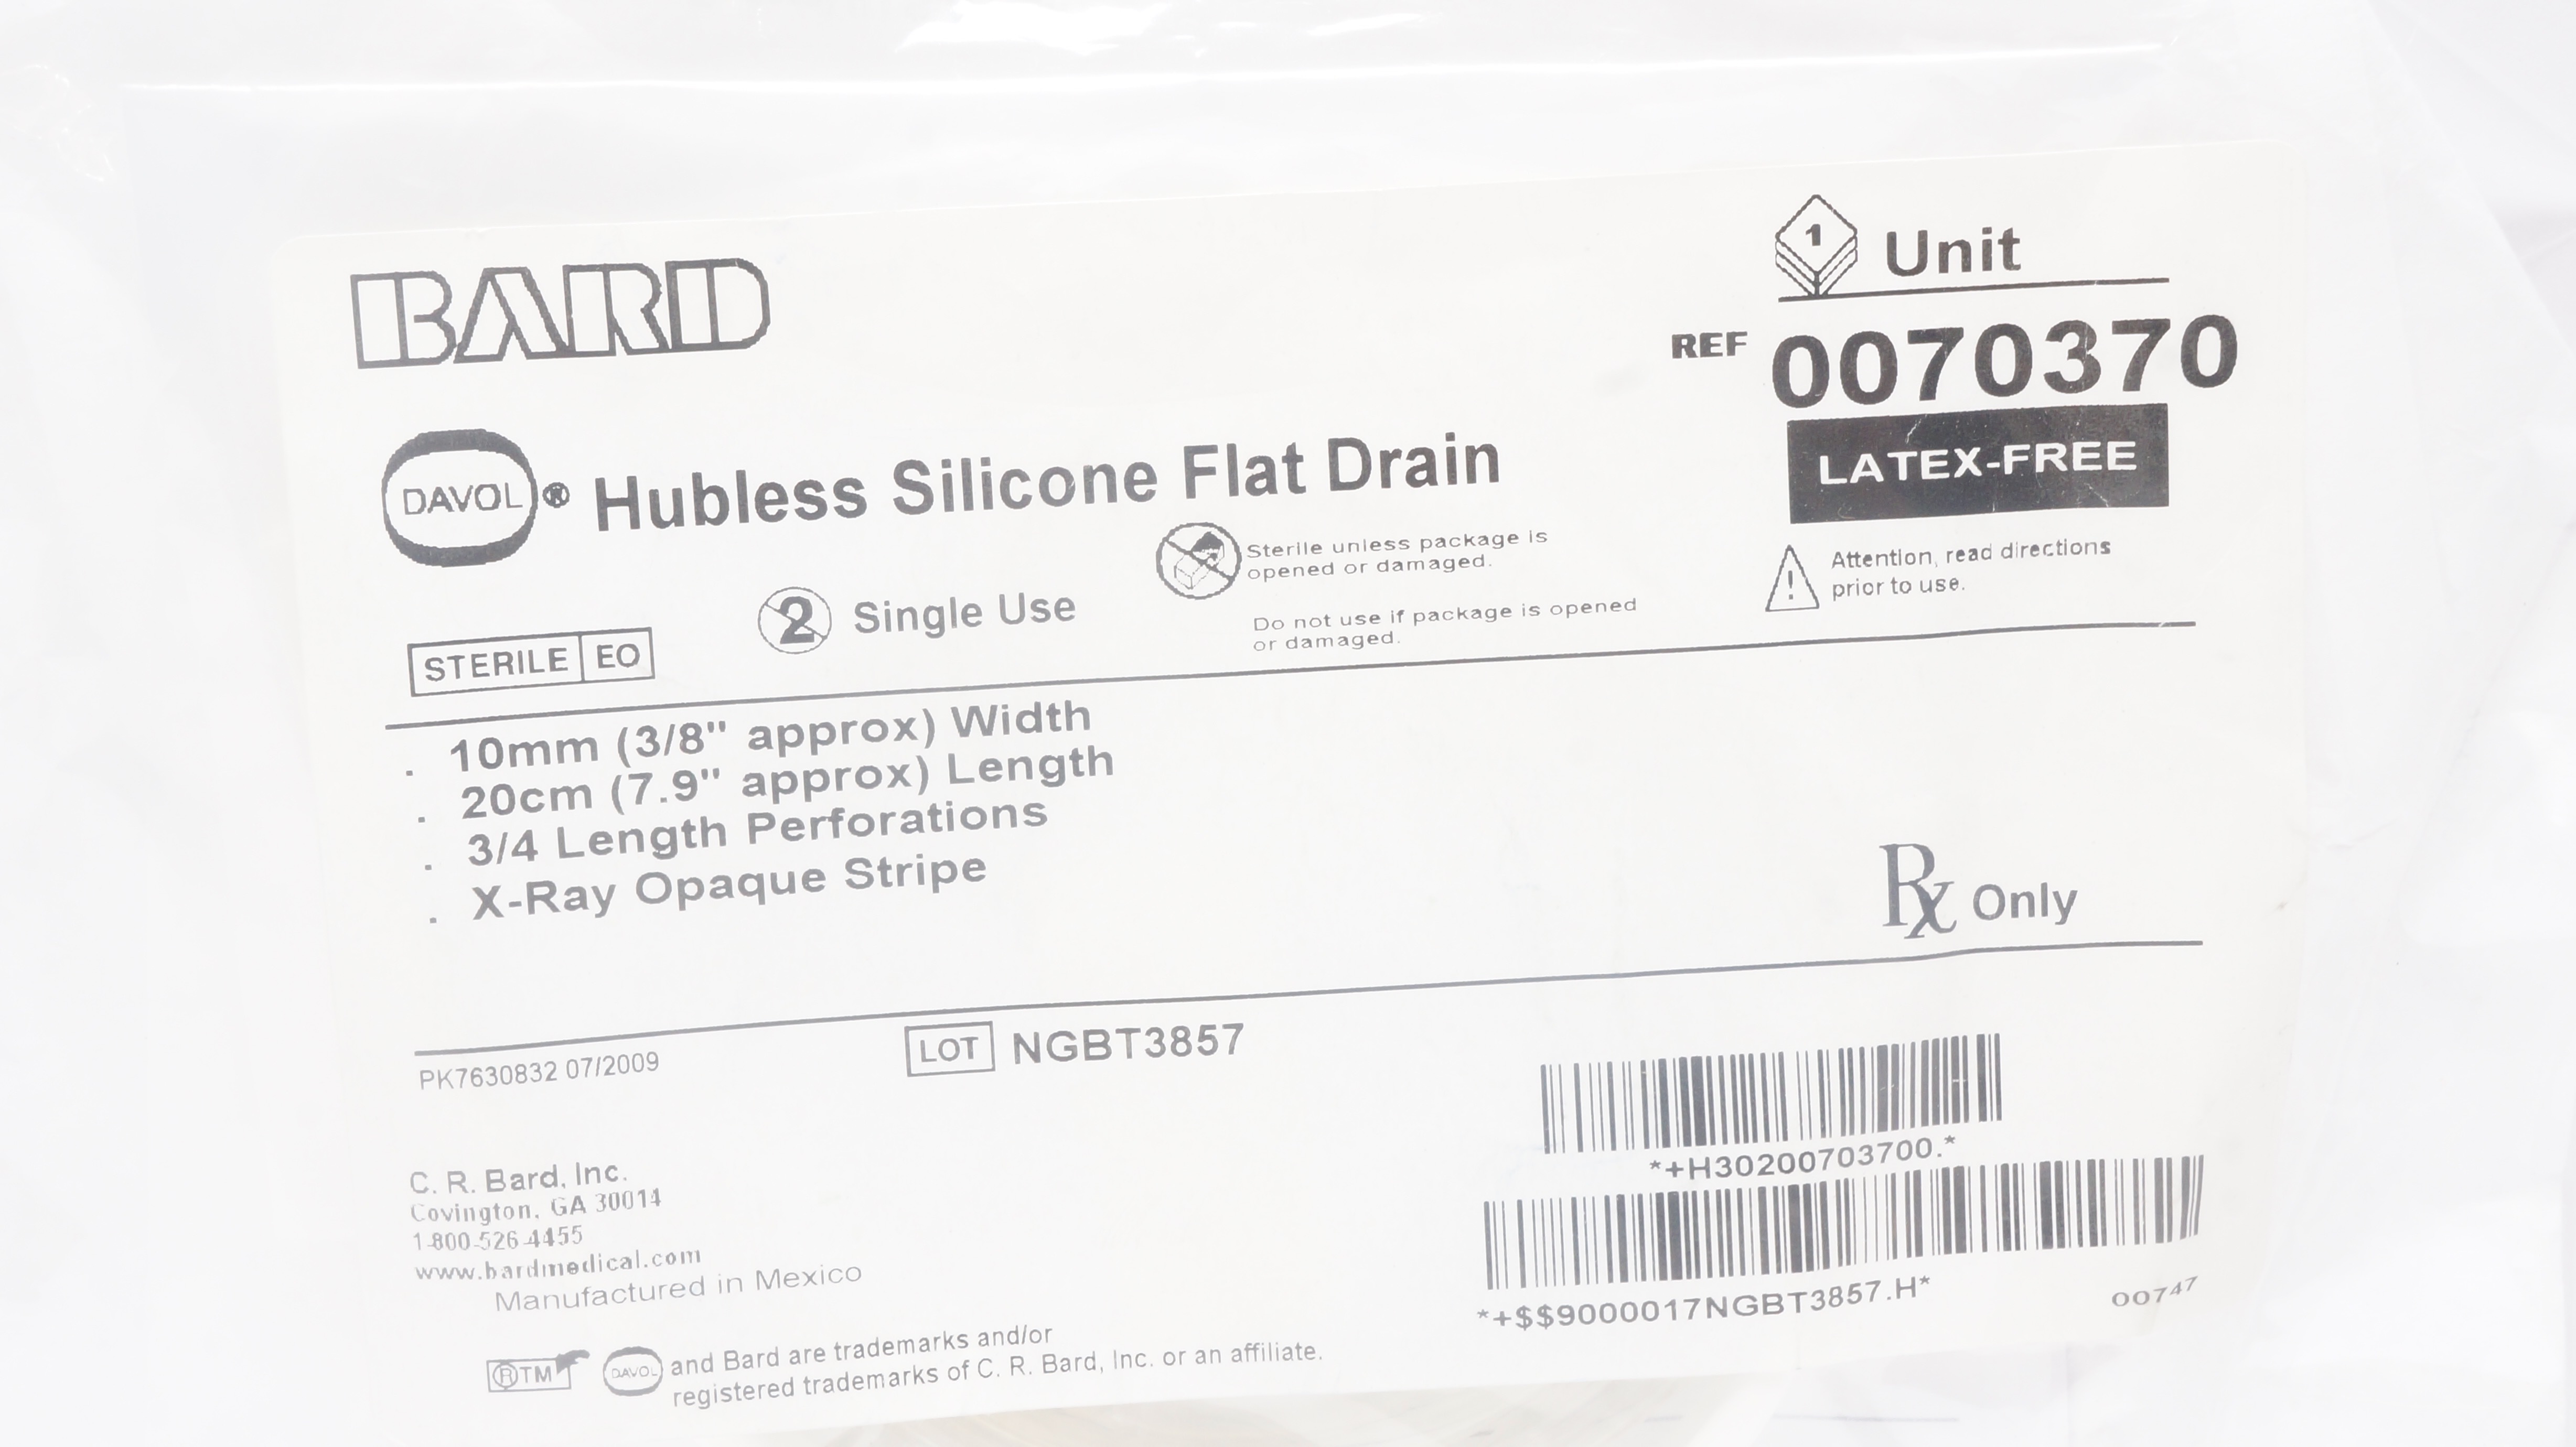 BARD
1 Unit
REF 0070370
LATEX-FREE
DAVOL® Hubless Silicone Flat Drain
Sterile unless package is
opened or damaged.
Do not use if package is opened
or damaged.
Attention, read directions
prior to use.
STERILE EO
2 Single Use
. 10mm (3/8" approx) Width
. 20cm (7.9" approx) Length
. 3/4 Length Perforations
. X-Ray Opaque Stripe
Rx Only
PK7630832 07/2009
LOT NGBT3857
C. R. Bard, Inc.
Covington, GA 30014
1-800-526-4455
www.bardmedical.com
Manufactured in Mexico
*+H30200703700.*
*+$$9000017NGBT3857.H*
00747
®TM DAVOL and Bard are trademarks and/or
registered trademarks of C. R. Bard, Inc. or an affiliate.